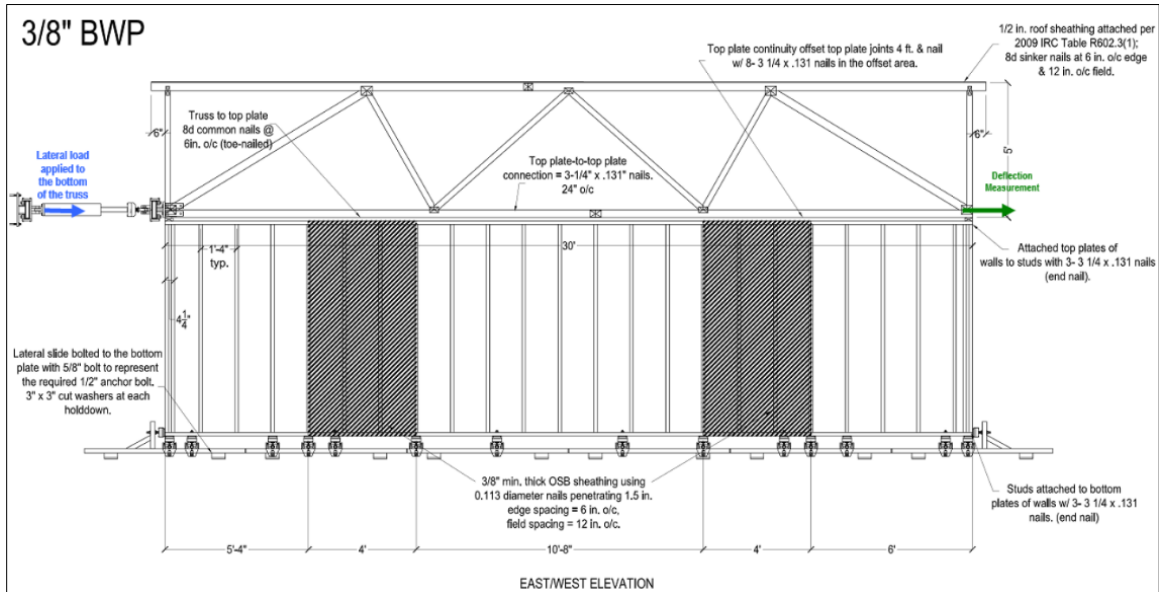 3/8" BWP
1/2 in. roof sheathing attached per
2009 IRC Table R602.3(1);
8d sinker nails at 6 in. o/c edge
& 12 in. o/c field.
Top plate continuity offset top plate joints 4 ft. & nail
w/ 8- 3 1/4 x .131 nails in the offset area.
Truss to top plate
8d common nails @
6in. o/c (toe-nailed)
6"
6"
5'
Lateral load
applied to
the bottom
of the truss
Top plate-to-top plate
connection = 3-1/4" x .131" nails.
24" o/c
Deflection
Measurement
30'
1'-4"
typ.
Attached top plates of
walls to studs with 3- 3 1/4 x .131 nails
(end nail).
4 1/4"
Lateral slide bolted to the bottom
plate with 5/8" bolt to represent
the required 1/2" anchor bolt.
3" x 3" cut washers at each
holddown.
3/8" min. thick OSB sheathing using
0.113 diameter nails penetrating 1.5 in.
edge spacing = 6 in. o/c,
field spacing = 12 in. o/c.
Studs attached to bottom
plates of walls w/ 3- 3 1/4 x .131
nails. (end nail)
5'-4"
4'
10'-8"
4'
6'
EAST/WEST ELEVATION